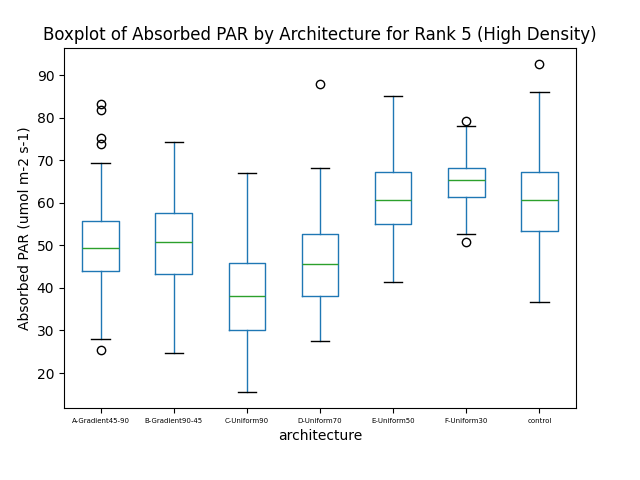 Boxplot of Absorbed PAR by Architecture for Rank 5 (High Density)
Absorbed PAR (umol m-2 s-1)
90
80
70
60
50
40
30
20
A-Gradient45-90 B-Gradient90-45 C-Uniform90 D-Uniform70 E-Uniform50 F-Uniform30 control
architecture